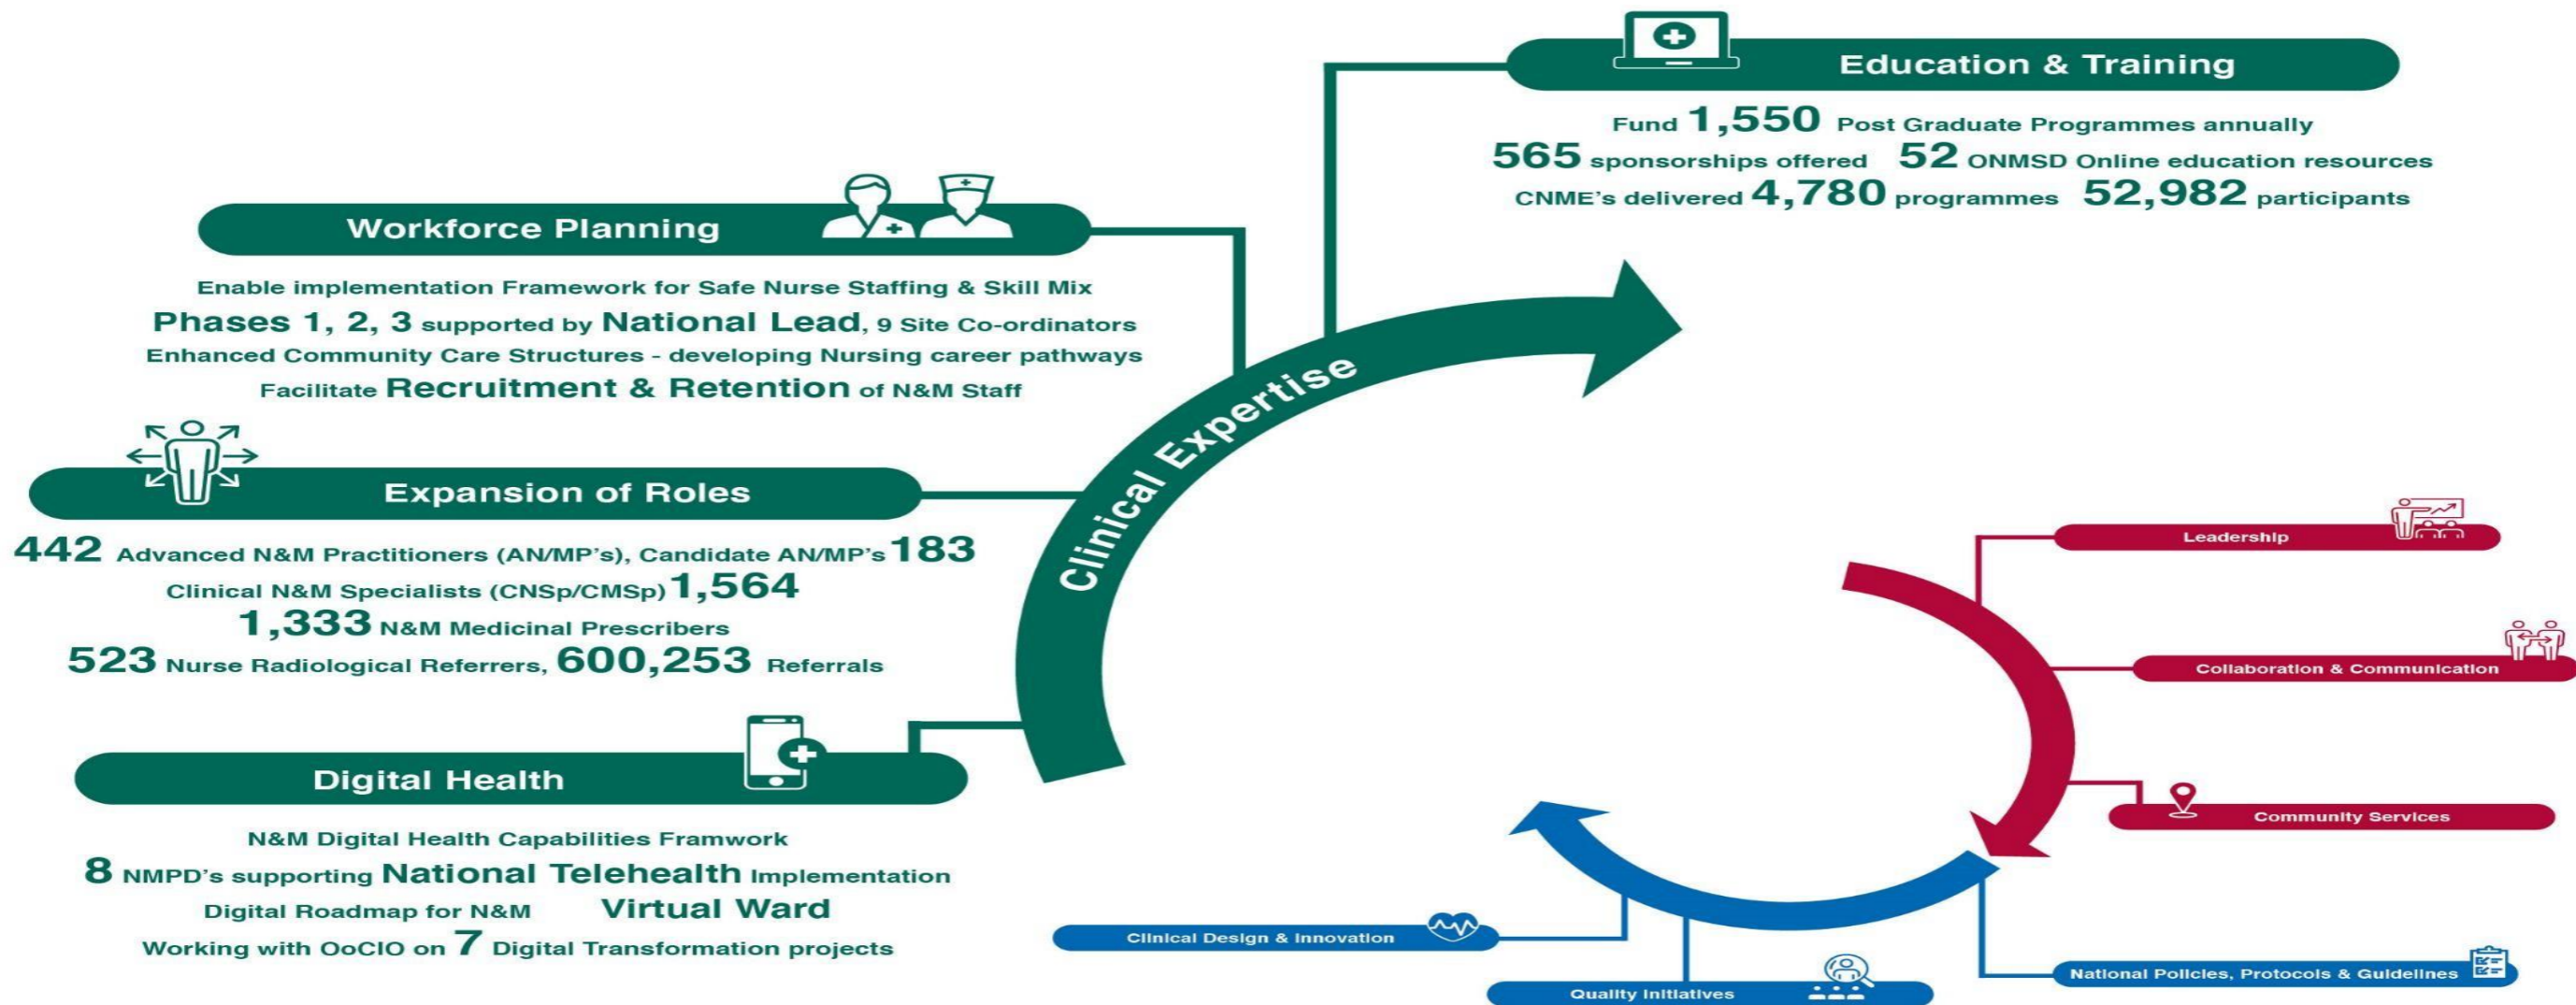 Education & Training
Fund 1,550 Post Graduate Programmes annually
565 sponsorships offered 52 ONMSD Online education resources
CNME's delivered 4,780 programmes 52,982 participants
Workforce Planning
Enable implementation Framework for Safe Nurse Staffing & Skill Mix
Phases 1, 2, 3 supported by National Lead, 9 Site Co-ordinators
Enhanced Community Care Structures - developing Nursing career pathways
Facilitate Recruitment & Retention of N&M Staff
Expansion of Roles
442 Advanced N&M Practitioners (AN/MP's), Candidate AN/MP's 183
Clinical N&M Specialists (CNSp/CMSp) 1,564
1,333 N&M Medicinal Prescribers
523 Nurse Radiological Referrers, 600,253 Referrals
Digital Health
N&M Digital Health Capabilities Framwork
8 NMPD's supporting National Telehealth Implementation
Digital Roadmap for N&M Virtual Ward
Working with OoCIO on 7 Digital Transformation projects
Clinical Expertise
Leadership
Collaboration & Communication
Community Services
Clinical Design & Innovation
Quality Initiatives
National Policies, Protocols & Guidelines